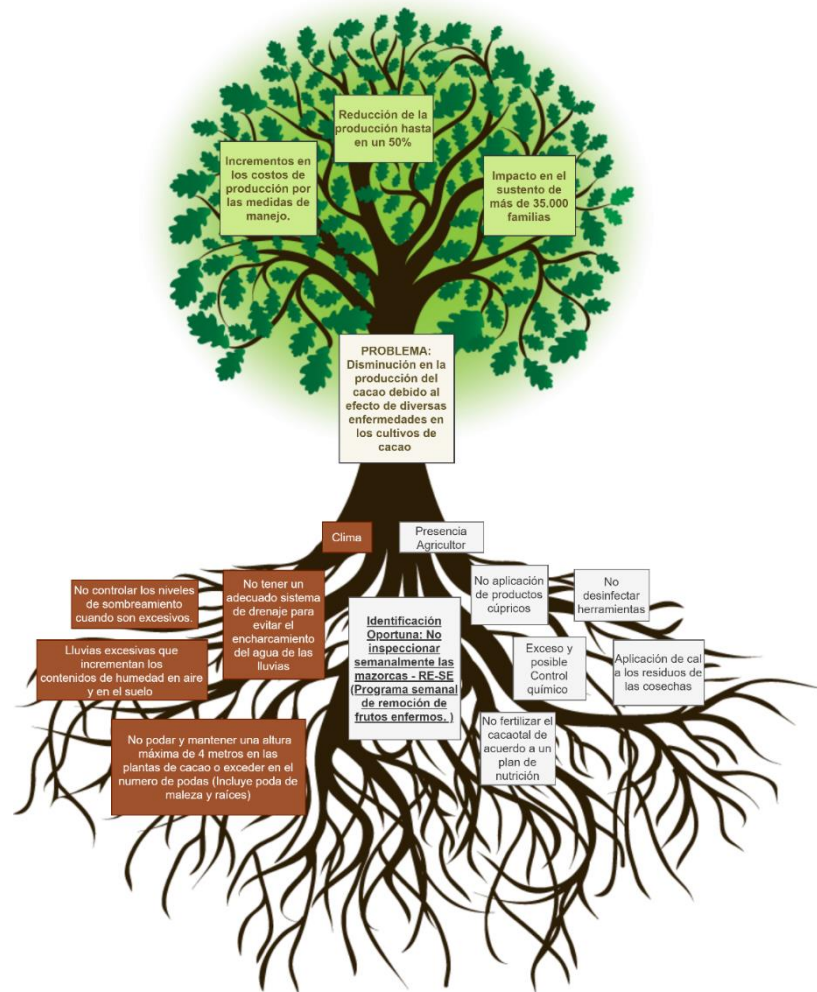 Reducción de la
producción hasta
en un 50%
Incrementos en
los costos de
producción por
las medidas de
manejo.
Impacto en el
sustento de
más de 35.000
familias
PROBLEMA:
Disminución en la
producción del
cacao debido al
efecto de diversas
enfermedades en
los cultivos de
cacao
Clima
Presencia
Agricultor
No controlar los niveles
de sombreamiento
cuando son excesivos.
No tener un
adecuado sistema
de drenaje para
evitar el
encharcamiento
del agua de las
lluvias
Identificación
Oportuna: No
inspeccionar
semanalmente las
mazorcas - RE-SE
(Programa semanal
de remoción de
frutos enfermos. )
No aplicación
de productos
cúpricos
No
desinfectar
herramientas
Lluvias excesivas que
incrementan los
contenidos de humedad en aire
y en el suelo
Exceso y
posible
Control
químico
Aplicación de cal
a los residuos de
las cosechas
No podar y mantener una altura
máxima de 4 metros en las
plantas de cacao o exceder en el
numero de podas (Incluye poda de
maleza y raíces)
No fertilizar el
cacaotal de
acuerdo a un
plan de
nutrición